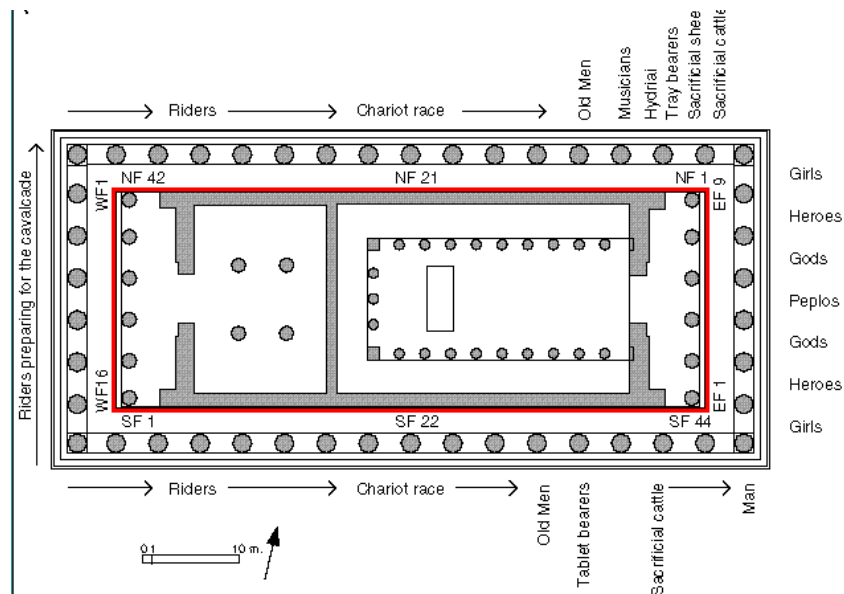 Old Men
Musicians
Hydriai
Tray bearers
Sacrificial shee
Sacrificial cattle
Riders
Chariot race
Riders preparing for the cavalcade
WF1
NF 42
NF 21
NF 1
EF 9
Girls
Heroes
Gods
Peplos
Gods
Heroes
Girls
WF16
SF 1
SF 22
SF 44
EF 1
Riders
Chariot race
Old Men
Tablet bearers
Sacrificial cattle
Man
0 1 10 m.